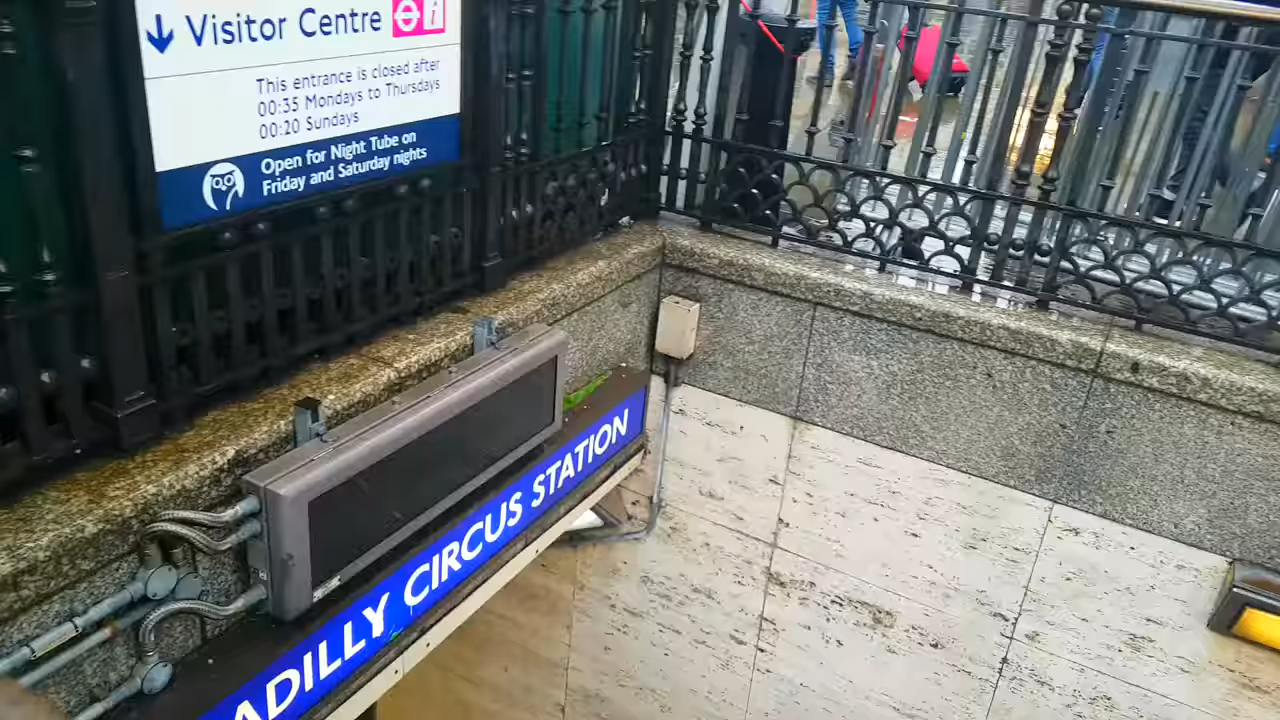 Visitor Centre i
This entrance is closed after
00:35 Mondays to Thursdays
00:20 Sundays
Open for Night Tube on
Friday and Saturday nights
ADILLY CIRCUS STATION